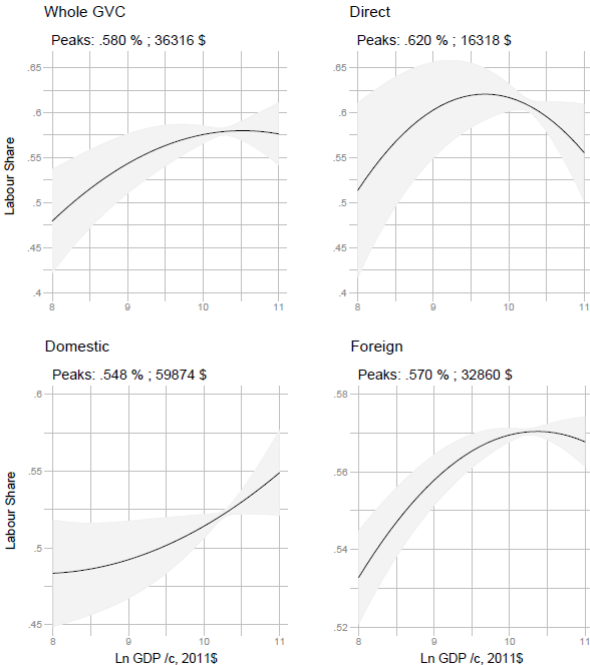 Whole GVC
Peaks: .580 % ; 36316 $
Direct
Peaks: .620 % ; 16318 $
Labour Share
.65
.6
.55
.5
.45
.4
8 9 10 11
.65
.6
.55
.5
.45
.4
8 9 10 11
Domestic
Peaks: .548 % ; 59874 $
Foreign
Peaks: .570 % ; 32860 $
Labour Share
.6
.55
.5
.45
8 9 10 11
Ln GDP /c, 2011$
.58
.56
.54
.52
8 9 10 11
Ln GDP /c, 2011$